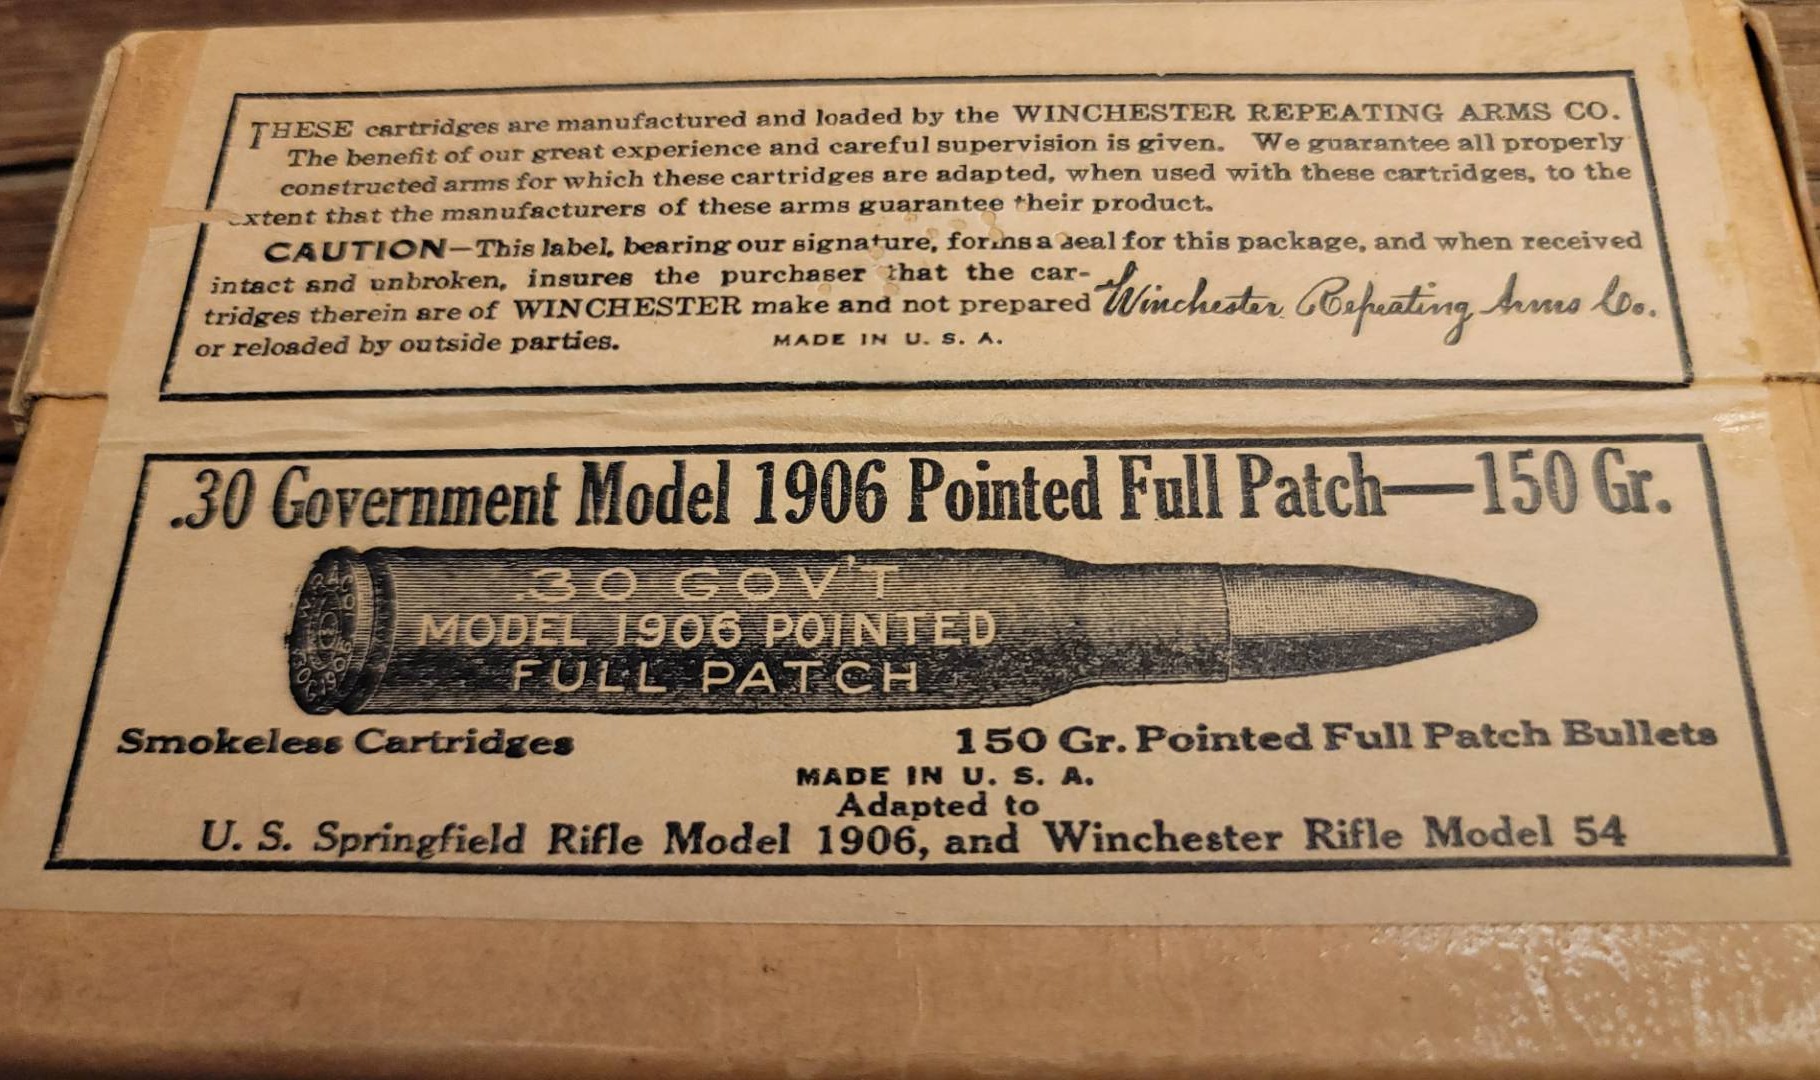 THESE cartridges are manufactured and loaded by the WINCHESTER REPEATING ARMS CO.
The benefit of our great experience and careful supervision is given. We guarantee all properly
constructed arms for which these cartridges are adapted, when used with these cartridges, to the
extent that the manufacturers of these arms guarantee their product.
CAUTION—This label, bearing our signature, forms a seal for this package, and when received
intact and unbroken, insures the purchaser that the car-
tridges therein are of WINCHESTER make and not prepared
or reloaded by outside parties.
Winchester Repeating Arms Co.
MADE IN U. S. A.
.30 Government Model 1906 Pointed Full Patch—150 Gr.
.30 GOV'T
MODEL 1906 POINTED
FULL PATCH
Smokeless Cartridges
150 Gr. Pointed Full Patch Bullets
MADE IN U. S. A.
Adapted to
U. S. Springfield Rifle Model 1906, and Winchester Rifle Model 54